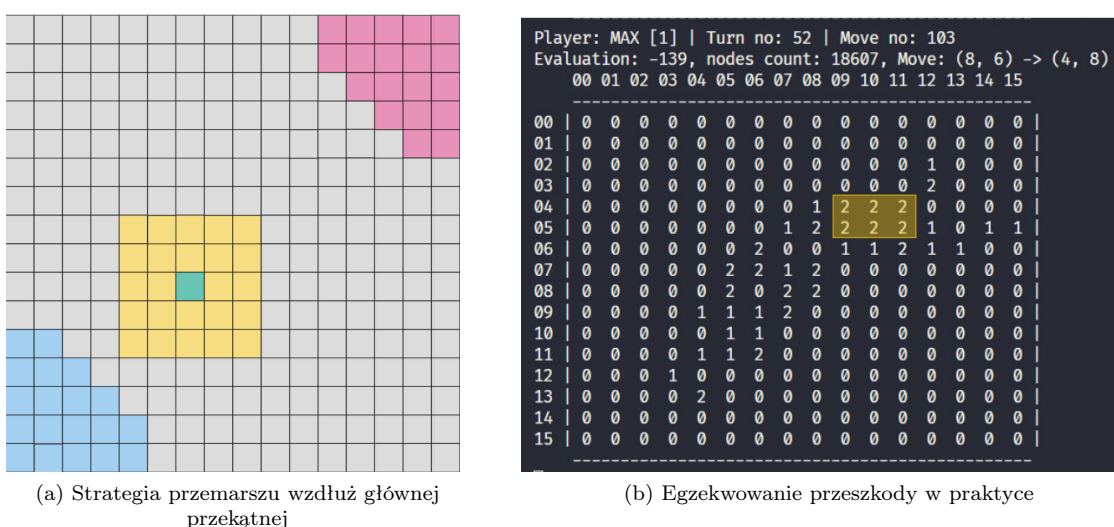 Player: MAX [1] | Turn no: 52 | Move no: 103
Evaluation: -139, nodes count: 18607, Move: (8, 6) -> (4, 8)
00 01 02 03 04 05 06 07 08 09 10 11 12 13 14 15
------------------------------------------------
00 | 0 0 0 0 0 0 0 0 0 0 0 0 0 0 0 0 |
01 | 0 0 0 0 0 0 0 0 0 0 0 0 0 0 0 0 |
02 | 0 0 0 0 0 0 0 0 0 0 0 0 1 0 0 0 |
03 | 0 0 0 0 0 0 0 0 0 0 0 0 2 0 0 0 |
04 | 0 0 0 0 0 0 0 0 1 2 2 2 0 0 0 0 |
05 | 0 0 0 0 0 0 0 1 2 2 2 2 1 0 1 1 |
06 | 0 0 0 0 0 0 2 0 0 1 1 2 1 1 0 0 |
07 | 0 0 0 0 0 2 2 1 2 0 0 0 0 0 0 0 |
08 | 0 0 0 0 0 2 0 2 2 0 0 0 0 0 0 0 |
09 | 0 0 0 0 1 1 1 2 0 0 0 0 0 0 0 0 |
10 | 0 0 0 0 0 1 1 0 0 0 0 0 0 0 0 0 |
11 | 0 0 0 0 1 1 2 0 0 0 0 0 0 0 0 0 |
12 | 0 0 0 1 0 0 0 0 0 0 0 0 0 0 0 0 |
13 | 0 0 0 0 2 0 0 0 0 0 0 0 0 0 0 0 |
14 | 0 0 0 0 0 0 0 0 0 0 0 0 0 0 0 0 |
15 | 0 0 0 0 0 0 0 0 0 0 0 0 0 0 0 0 |
------------------------------------------------
(a) Strategia przemarszu wzdłuż głównej
przekątnej
(b) Egzekwowanie przeszkody w praktyce